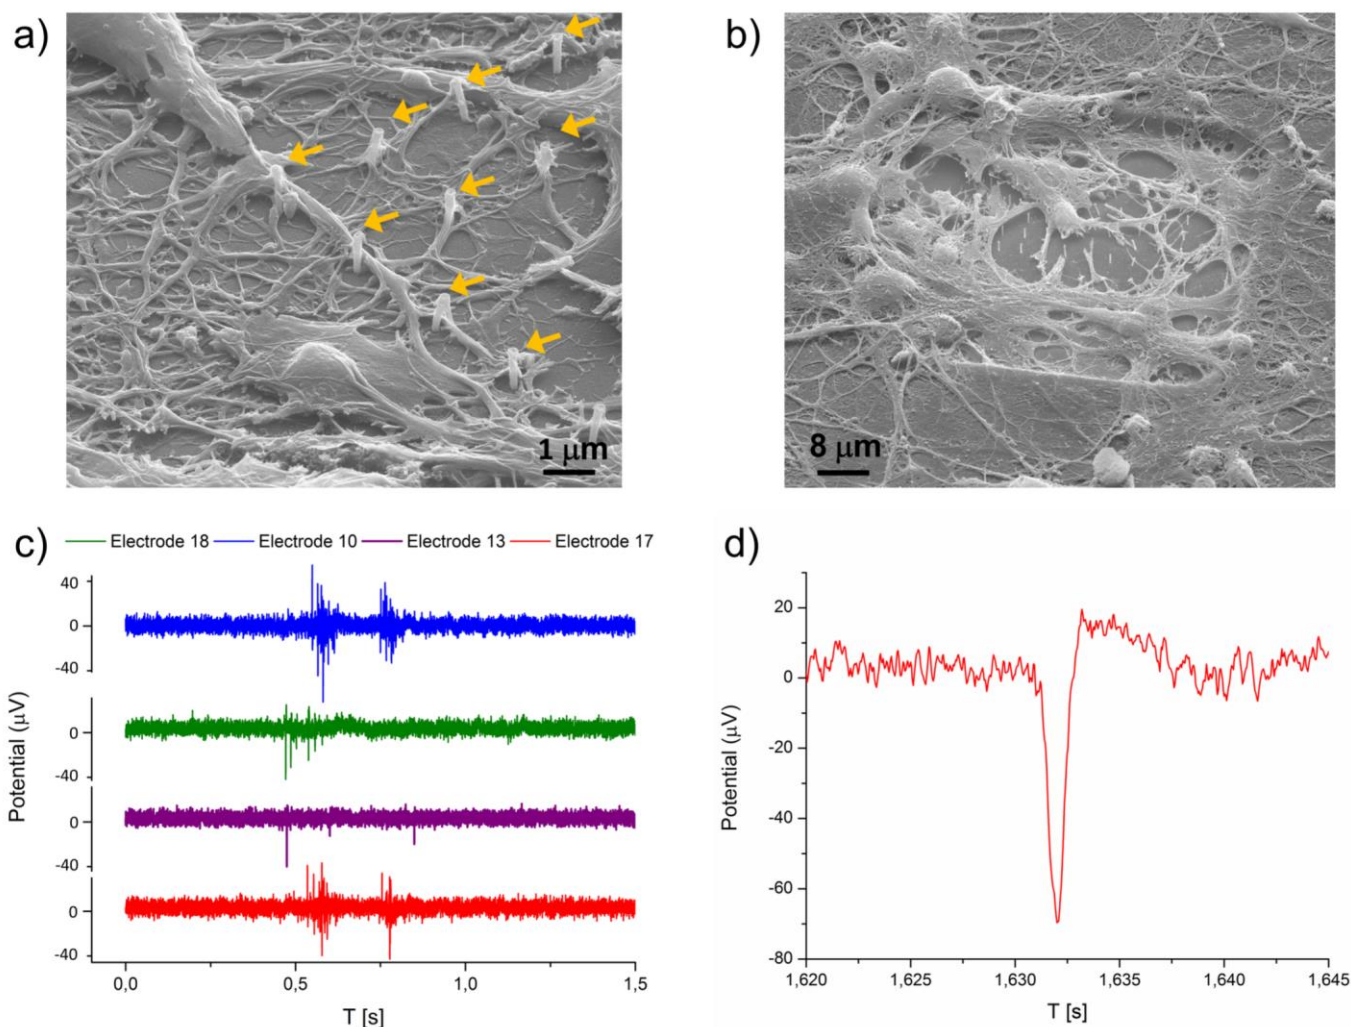 a)
b)
1 μm
8 μm
c)
Electrode 18 Electrode 10 Electrode 13 Electrode 17
d)
Potential (μV)
40
0
-40
0
-40
0
-40
0
-40
0,0 0,5 1,0 1,5
T [s]
Potential (μV)
20
0
-20
-40
-60
-80
1,620 1,625 1,630 1,635 1,640 1,645
T [s]